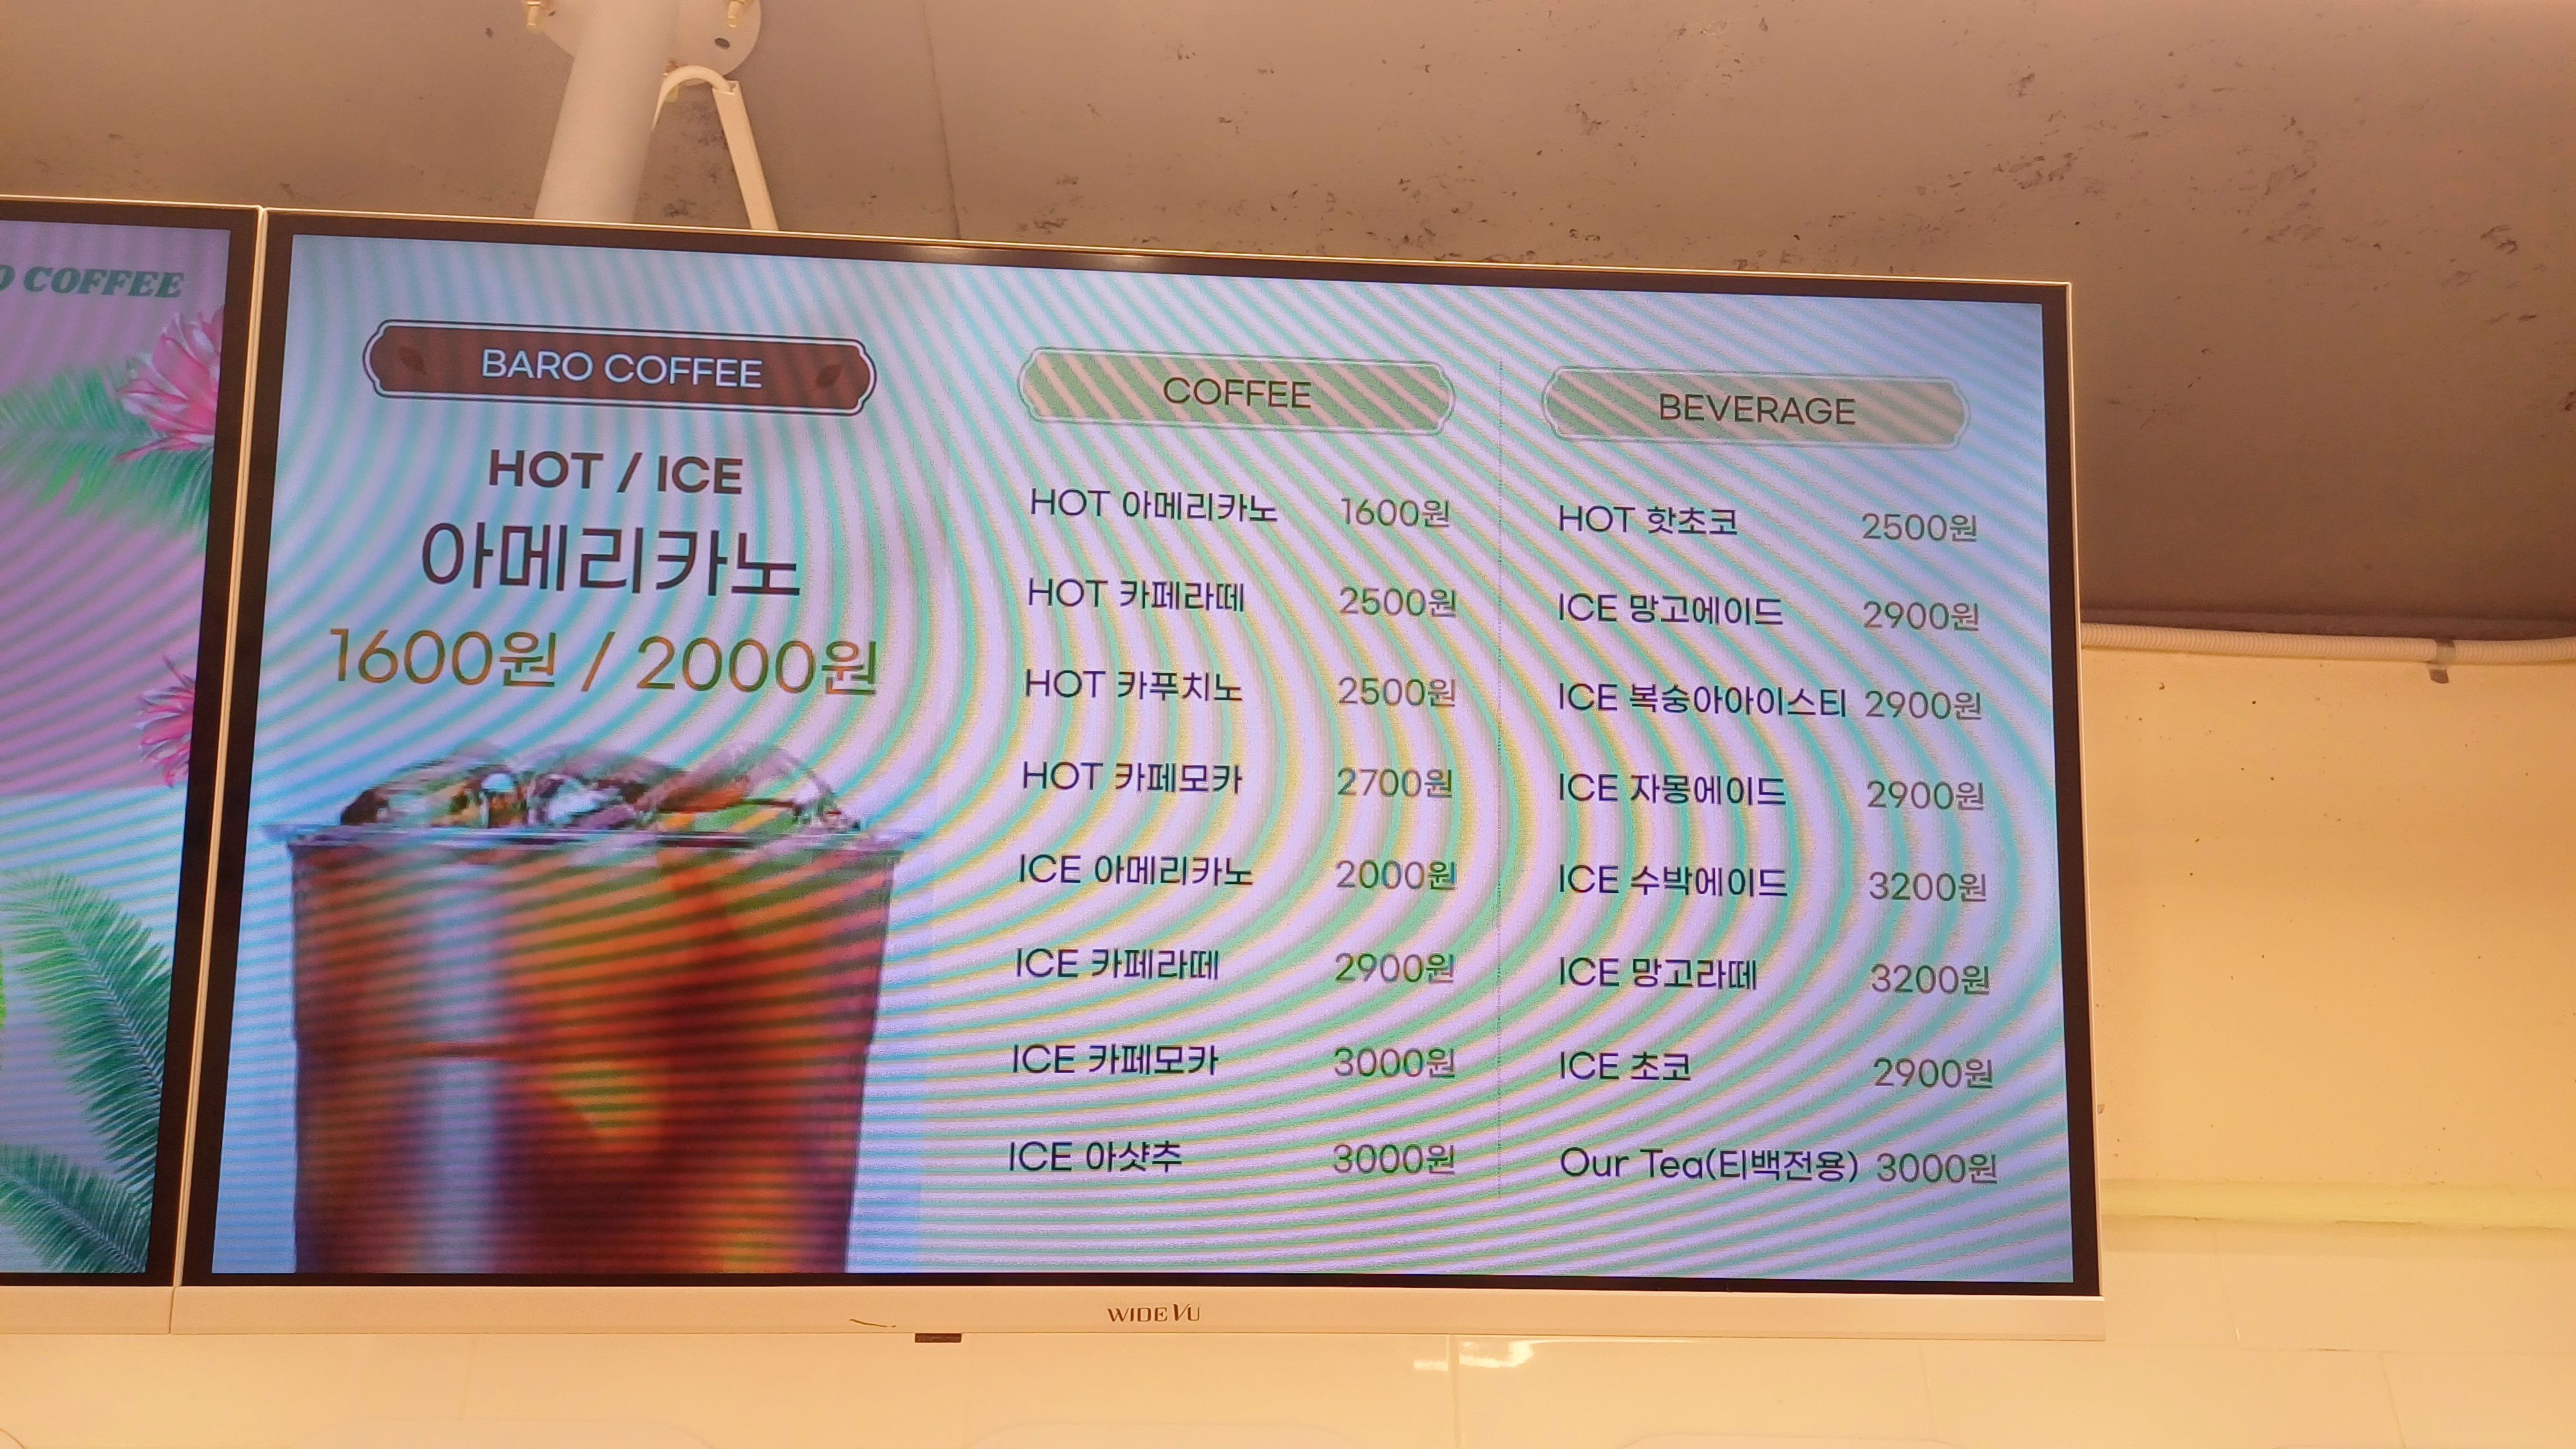 O COFFEE
BARO COFFEE
HOT / ICE
아메리카노
1600원 / 2000원
COFFEE
HOT 아메리카노 1600원
HOT 카페라떼 2500원
HOT 카푸치노 2500원
HOT 카페모카 2700원
ICE 아메리카노 2000원
ICE 카페라떼 2900원
ICE 카페모카 3000원
ICE 아샷추 3000원
BEVERAGE
HOT 핫초코 2500원
ICE 망고에이드 2900원
ICE 복숭아아이스티 2900원
ICE 자몽에이드 2900원
ICE 수박에이드 3200원
ICE 망고라떼 3200원
ICE 초코 2900원
Our Tea(티백전용) 3000원
WIDEVU